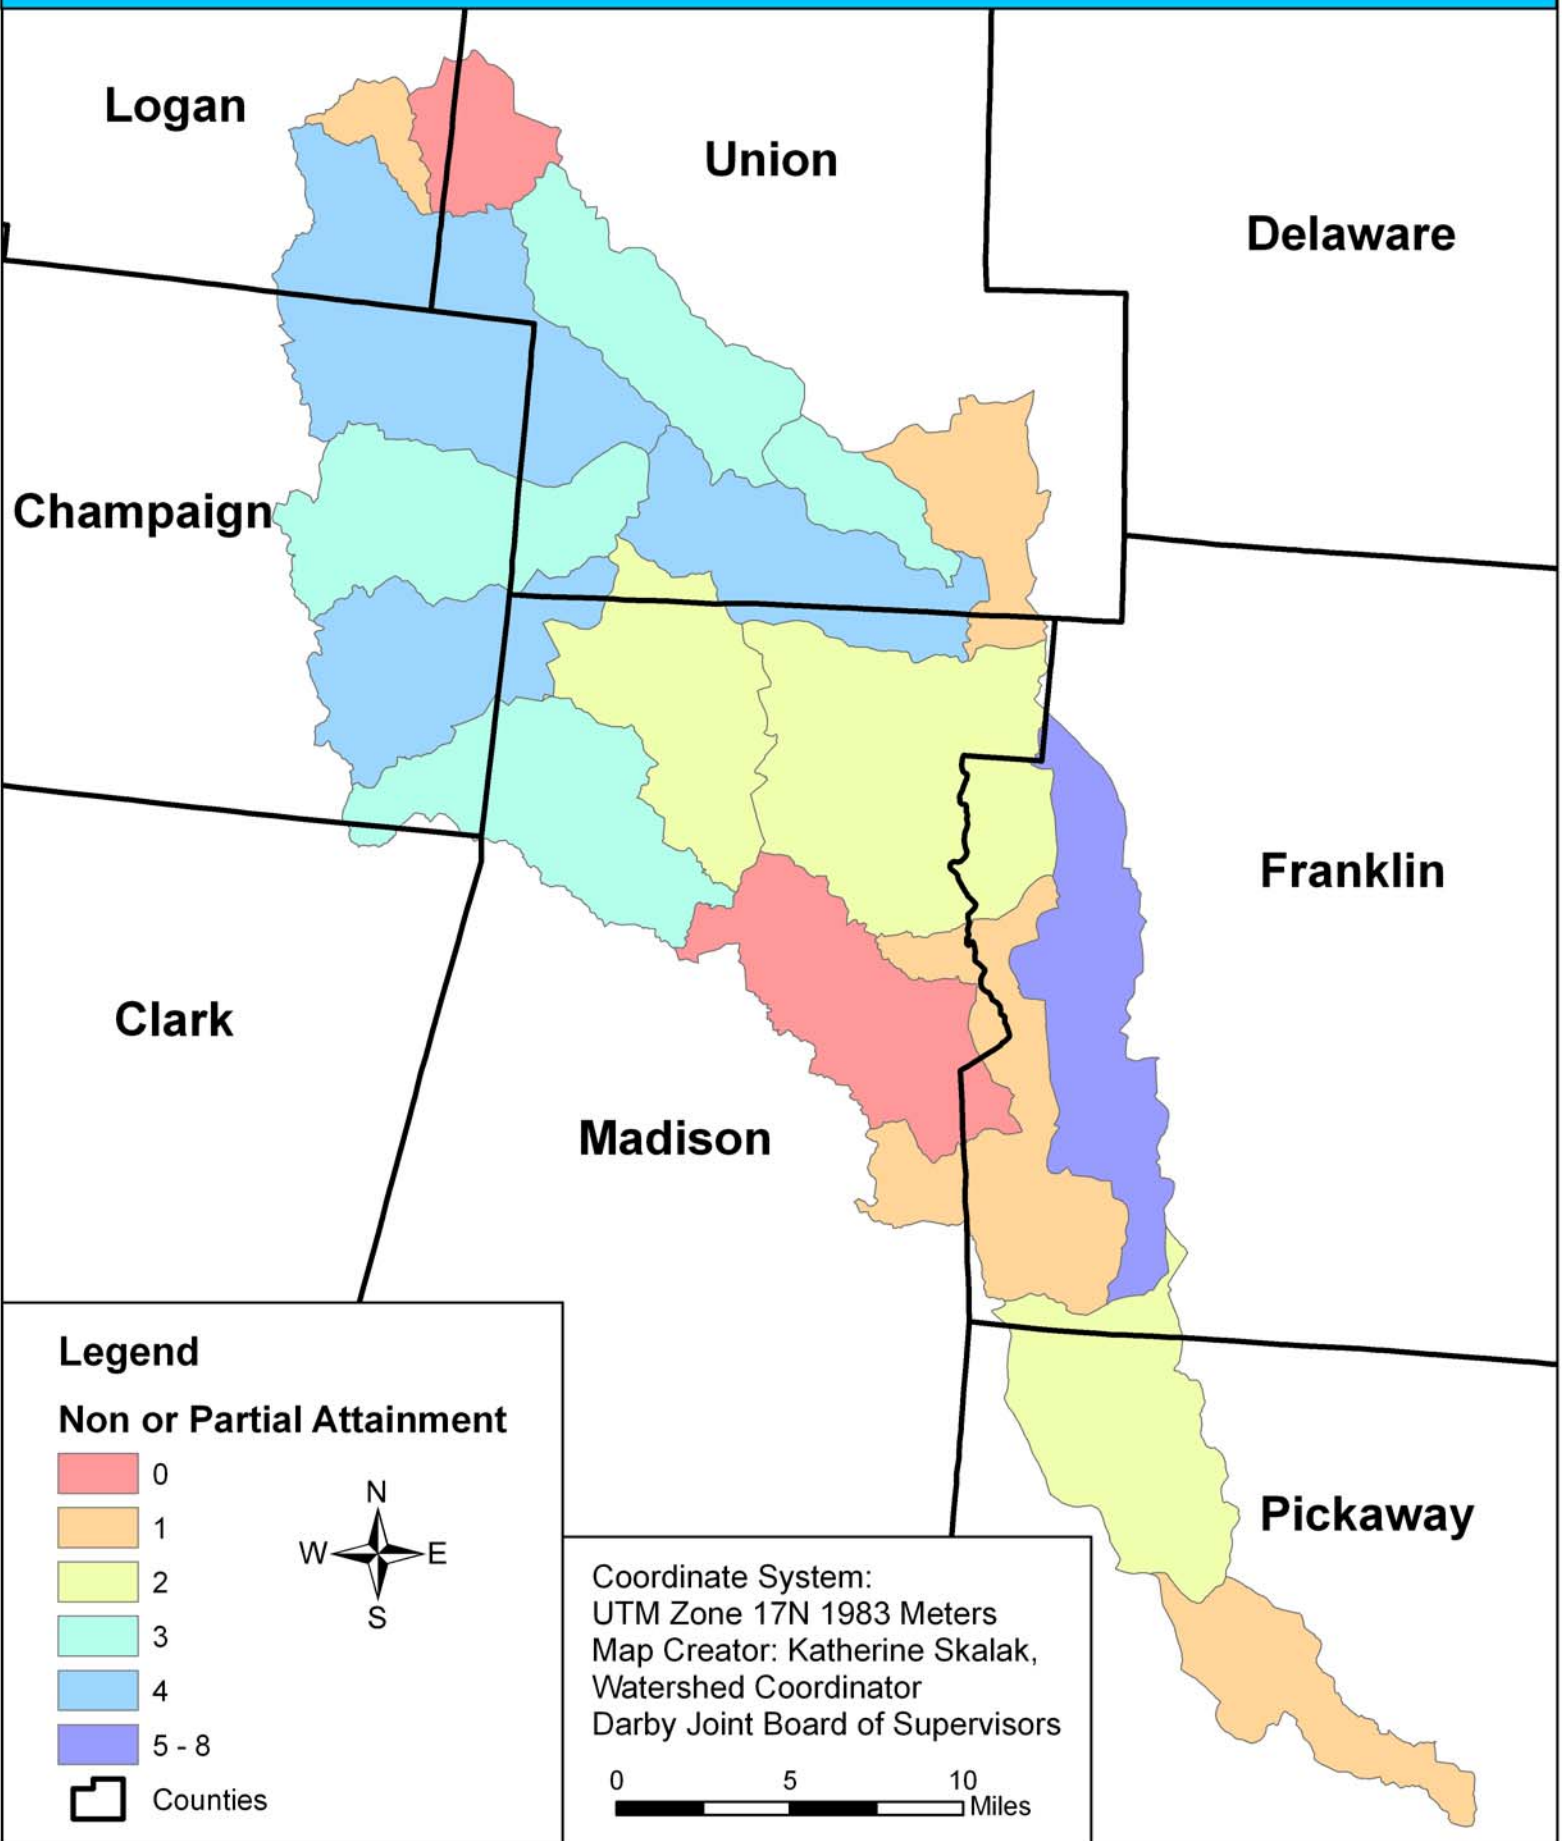 Logan
Union
Delaware
Champaign
Franklin
Clark
Madison
Pickaway
Legend
Non or Partial Attainment
0
1
2
3
4
5 - 8
Counties
N
W E
S
Coordinate System:
UTM Zone 17N 1983 Meters
Map Creator: Katherine Skalak,
Watershed Coordinator
Darby Joint Board of Supervisors
0 5 10
Miles